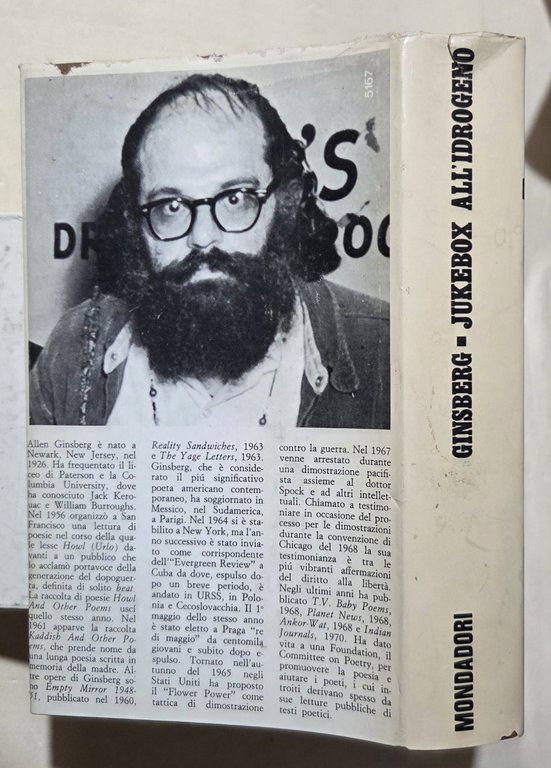 5167
'S
DR
ROC
Allen Ginsberg è nato a
Newark, New Jersey, nel
1926. Ha frequentato il li-
ceo di Paterson e la Co-
lumbia University, dove
ha conosciuto Jack Kero-
uac e William Burroughs.
Nel 1956 organizzò a San
Francisco una lettura di
poesie nel corso della qua-
le lesse Howl (Urlo) da-
vanti a un pubblico che
lo acclamò portavoce della
generazione del dopoguer-
ra, definita di solito beat.
La raccolta di poesie Howl
And Other Poems uscí
quello stesso anno. Nel
1961 apparve la raccolta
Kaddish And Other Po-
ems, che prende nome da
una lunga poesia scritta in
memoria della madre. Al-
tre opere di Ginsberg so-
no Empty Mirror 1948-
51, pubblicato nel 1960,
Reality Sandwiches, 1963
e The Yage Letters, 1963.
Ginsberg, che è conside-
rato il piú significativo
poeta americano contem-
poraneo, ha soggiornato in
Messico, nel Sudamerica,
a Parigi. Nel 1964 si è sta-
bilito a New York, ma l'an-
no successivo è stato invia-
to come corrispondente
dell'"Evergreen Review" a
Cuba da dove, espulso do-
po un breve periodo, è
andato in URSS, in Polo-
nia e Cecoslovacchia. Il 1°
maggio dello stesso anno
è stato eletto a Praga "re
di maggio" da centomila
giovani e subito dopo e-
spulso. Tornato nell'au-
tunno del 1965 negli
Stati Uniti ha proposto
il "Flower Power" come
tattica di dimostrazione
contro la guerra. Nel 1967
venne arrestato durante
una dimostrazione pacifi-
sta assieme al dottor
Spock e ad altri intellet-
tuali. Chiamato a testimo-
niare in occasione del pro-
cesso per le dimostrazioni
durante la convenzione di
Chicago del 1968 la sua
testimonianza è tra le
piú vibranti affermazioni
del diritto alla libertà.
Negli ultimi anni ha pub-
blicato T.V. Baby Poems,
1968, Planet News, 1968,
Ankor-Wat, 1968 e Indian
Journals, 1970. Ha dato
vita a una Foundation, il
Committee on Poetry, per
promuovere la poesia e
aiutare i poeti, i cui in-
troiti derivano spesso da
sue letture pubbliche di
testi poetici.
GINSBERG ▪ JUKEBOX ALL'IDROGENO
MONDADORI